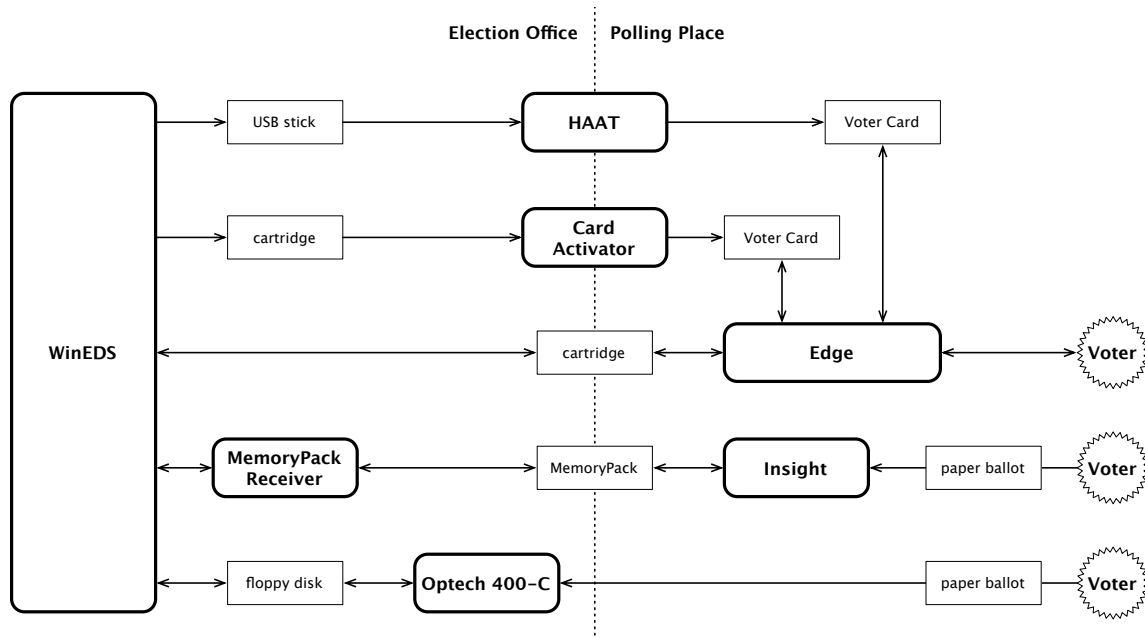 Election Office
Polling Place
USB stick
HAAT
Voter Card
cartridge
Card
Activator
Voter Card
WinEDS
cartridge
Edge
Voter
MemoryPack
Receiver
MemoryPack
Insight
paper ballot
Voter
floppy disk
Optech 400-C
paper ballot
Voter